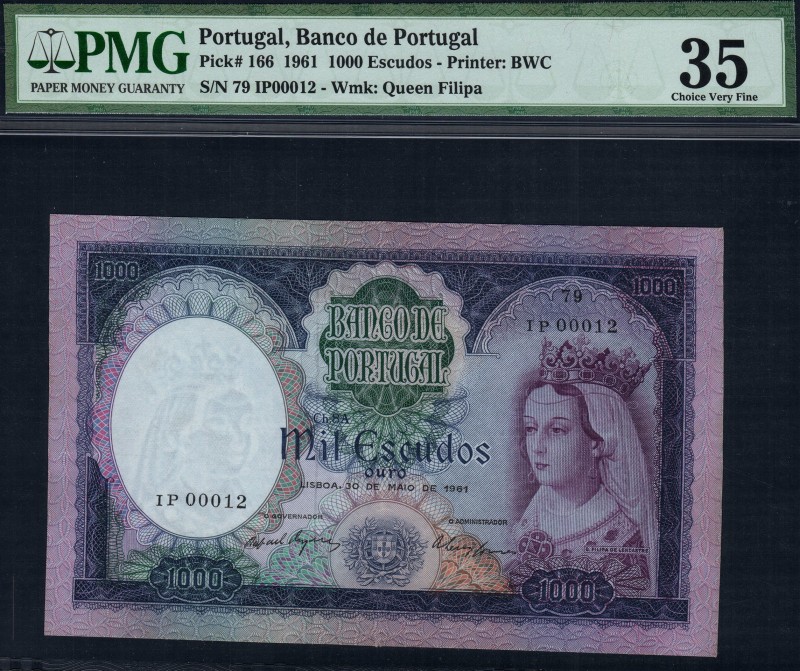 PMG
PAPER MONEY GUARANTY
Portugal, Banco de Portugal
Pick# 166 1961 1000 Escudos - Printer: BWC
S/N 79 IP00012 - Wmk: Queen Filipa
35
Choice Very Fine
1000
1000
79
IP 00012
BANCO DE
PORTUGAL
Ch. 8A
Mil Escudos
ouro
LISBOA, 30 DE MAIO DE 1961
IP 00012
O GOVERNADOR
O ADMINISTRADOR
D. FILIPA DE LENCASTRE
1000
1000